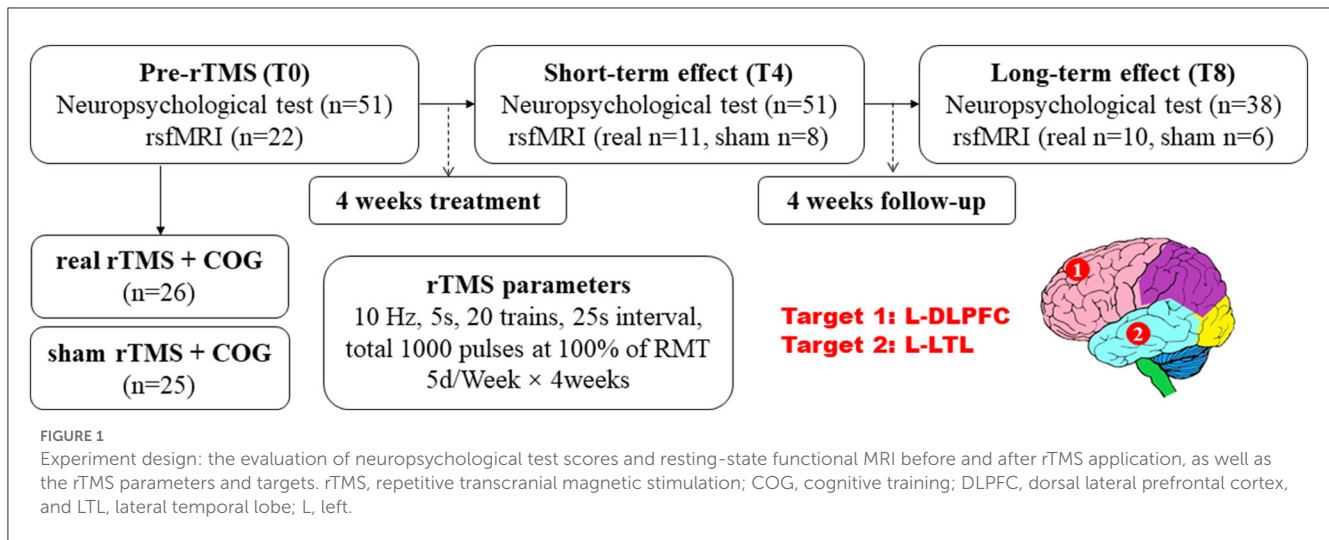 Pre-rTMS (T0)
Neuropsychological test (n=51)
rsfMRI (n=22)
Short-term effect (T4)
Neuropsychological test (n=51)
rsfMRI (real n=11, sham n=8)
Long-term effect (T8)
Neuropsychological test (n=38)
rsfMRI (real n=10, sham n=6)
4 weeks treatment
4 weeks follow-up
real rTMS + COG
(n=26)
sham rTMS + COG
(n=25)
rTMS parameters
10 Hz, 5s, 20 trains, 25s interval,
total 1000 pulses at 100% of RMT
5d/Week × 4weeks
Target 1: L-DLPFC
Target 2: L-LTL
1
2
FIGURE 1
Experiment design: the evaluation of neuropsychological test scores and resting-state functional MRI before and after rTMS application, as well as
the rTMS parameters and targets. rTMS, repetitive transcranial magnetic stimulation; COG, cognitive training; DLPFC, dorsal lateral prefrontal cortex,
and LTL, lateral temporal lobe; L, left.